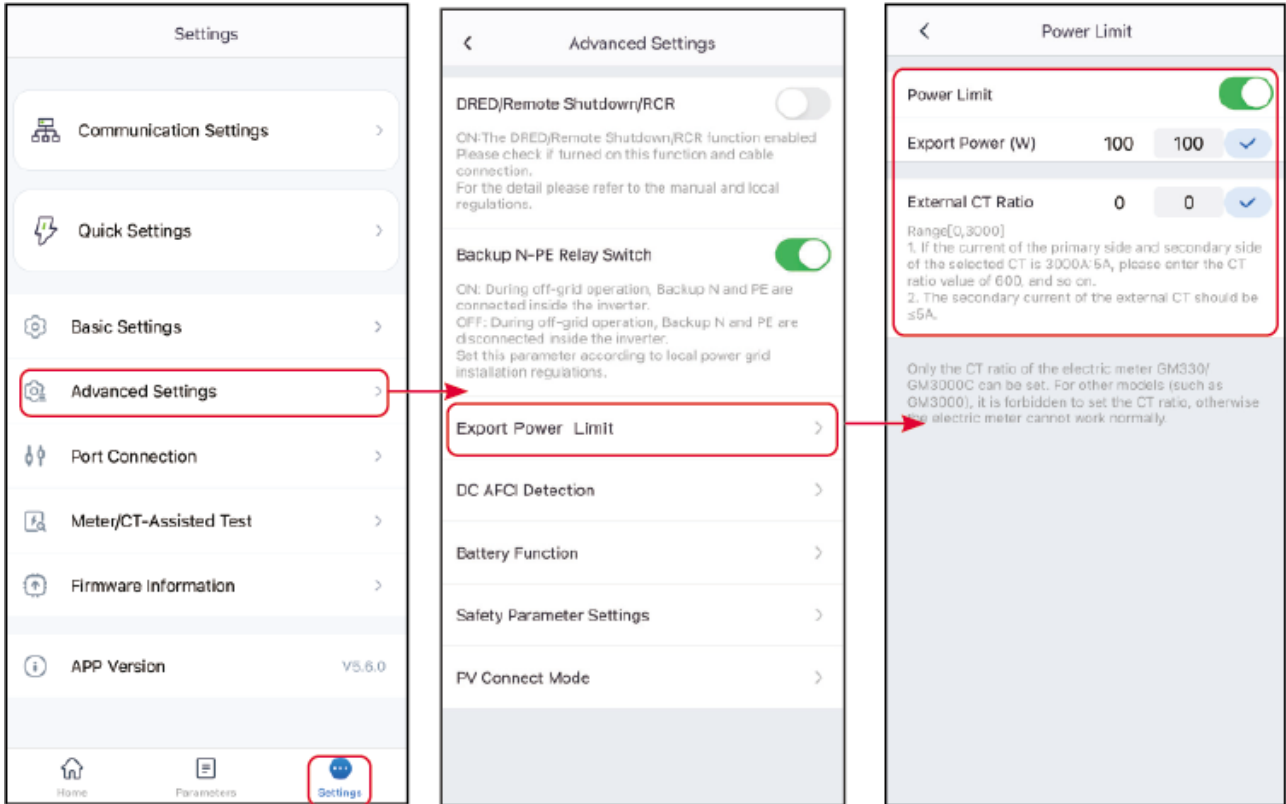 Settings
Communication Settings
Quick Settings
Basic Settings
Advanced Settings
Port Connection
Meter/CT-Assisted Test
Firmware Information
APP Version V5.6.0
Home Parameters Settings
Advanced Settings
DRED/Remote Shutdown/RCR
ON:The DRED/Remote Shutdown/RCR function enabled
Please check if turned on this function and cable
connection.
For the detail please refer to the manual and local
regulations.
Backup N-PE Relay Switch
ON: During off-grid operation, Backup N and PE are
connected inside the inverter.
OFF: During off-grid operation, Backup N and PE are
disconnected inside the inverter.
Set this parameter according to local power grid
installation regulations.
Export Power Limit
DC AFCI Detection
Battery Function
Safety Parameter Settings
PV Connect Mode
Power Limit
Power Limit
Export Power (W) 100 100
External CT Ratio 0 0
Range[0,3000]
1. If the current of the primary side and secondary side
of the selected CT is 3000A:5A, please enter the CT
ratio value of 600, and so on.
2. The secondary current of the external CT should be
≤5A.
Only the CT ratio of the electric meter GM330/
GM3000C can be set. For other models (such as
GM3000), it is forbidden to set the CT ratio, otherwise
the electric meter cannot work normally.